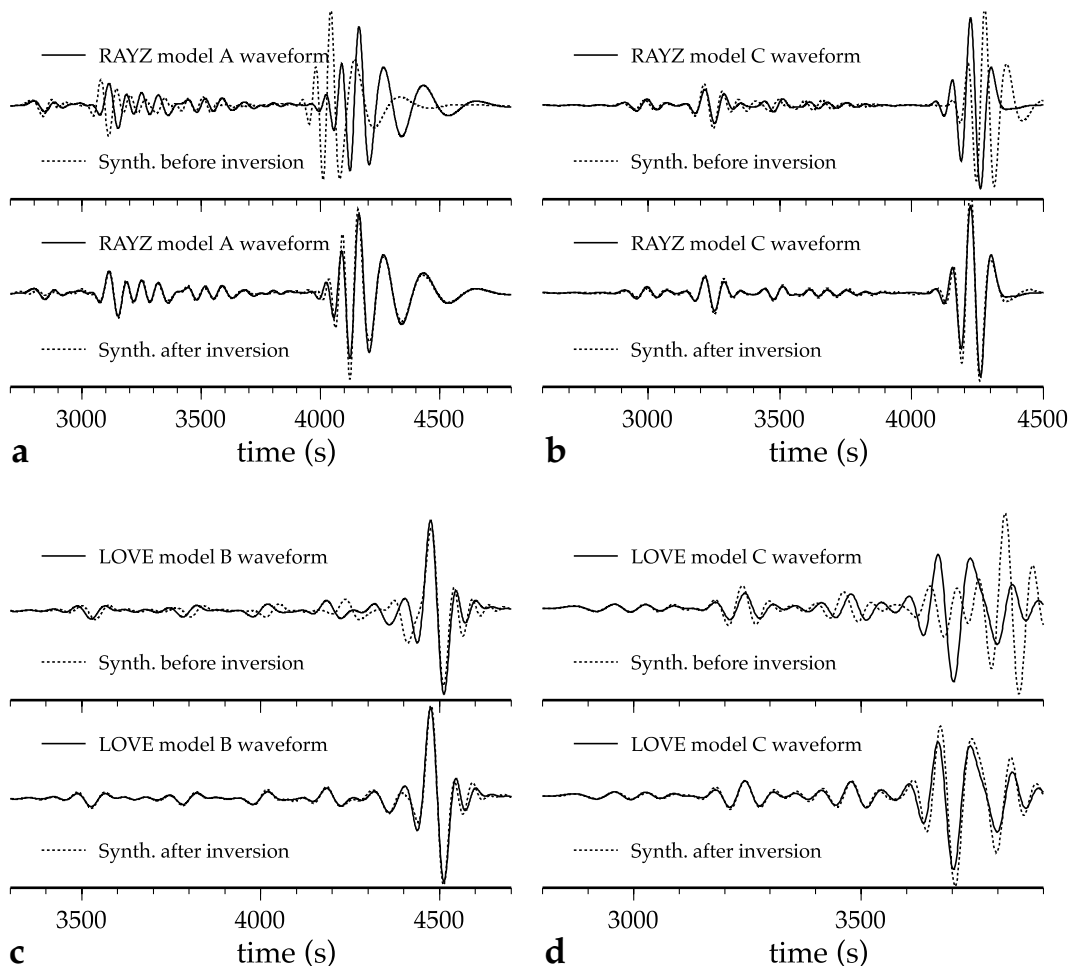 RAYZ model A waveform
Synth. before inversion
RAYZ model A waveform
Synth. after inversion
3000 3500 4000 4500
a time (s)
RAYZ model C waveform
Synth. before inversion
RAYZ model C waveform
Synth. after inversion
3000 3500 4000 4500
b time (s)
LOVE model B waveform
Synth. before inversion
LOVE model B waveform
Synth. after inversion
3500 4000 4500
c time (s)
LOVE model C waveform
Synth. before inversion
LOVE model C waveform
Synth. after inversion
3000 3500
d time (s)